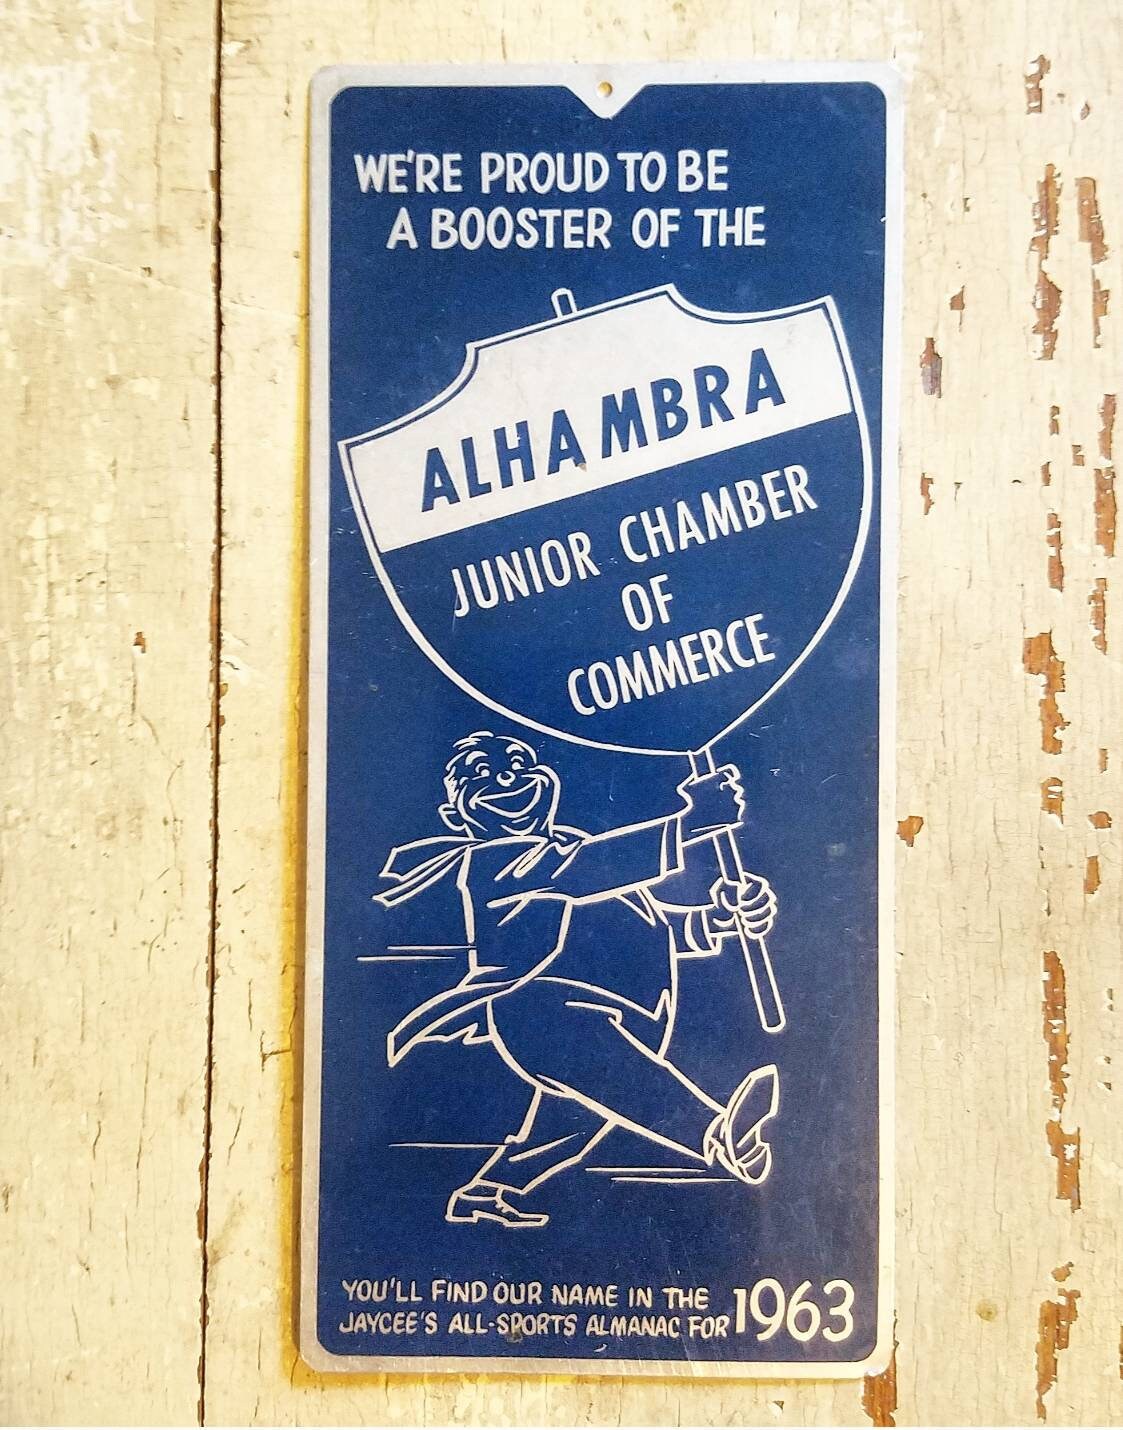 WE'RE PROUD TO BE
A BOOSTER OF THE
ALHAMBRA
JUNIOR CHAMBER
OF
COMMERCE
YOU'LL FIND OUR NAME IN THE
JAYCEE'S ALL-SPORTS ALMANAC FOR 1963